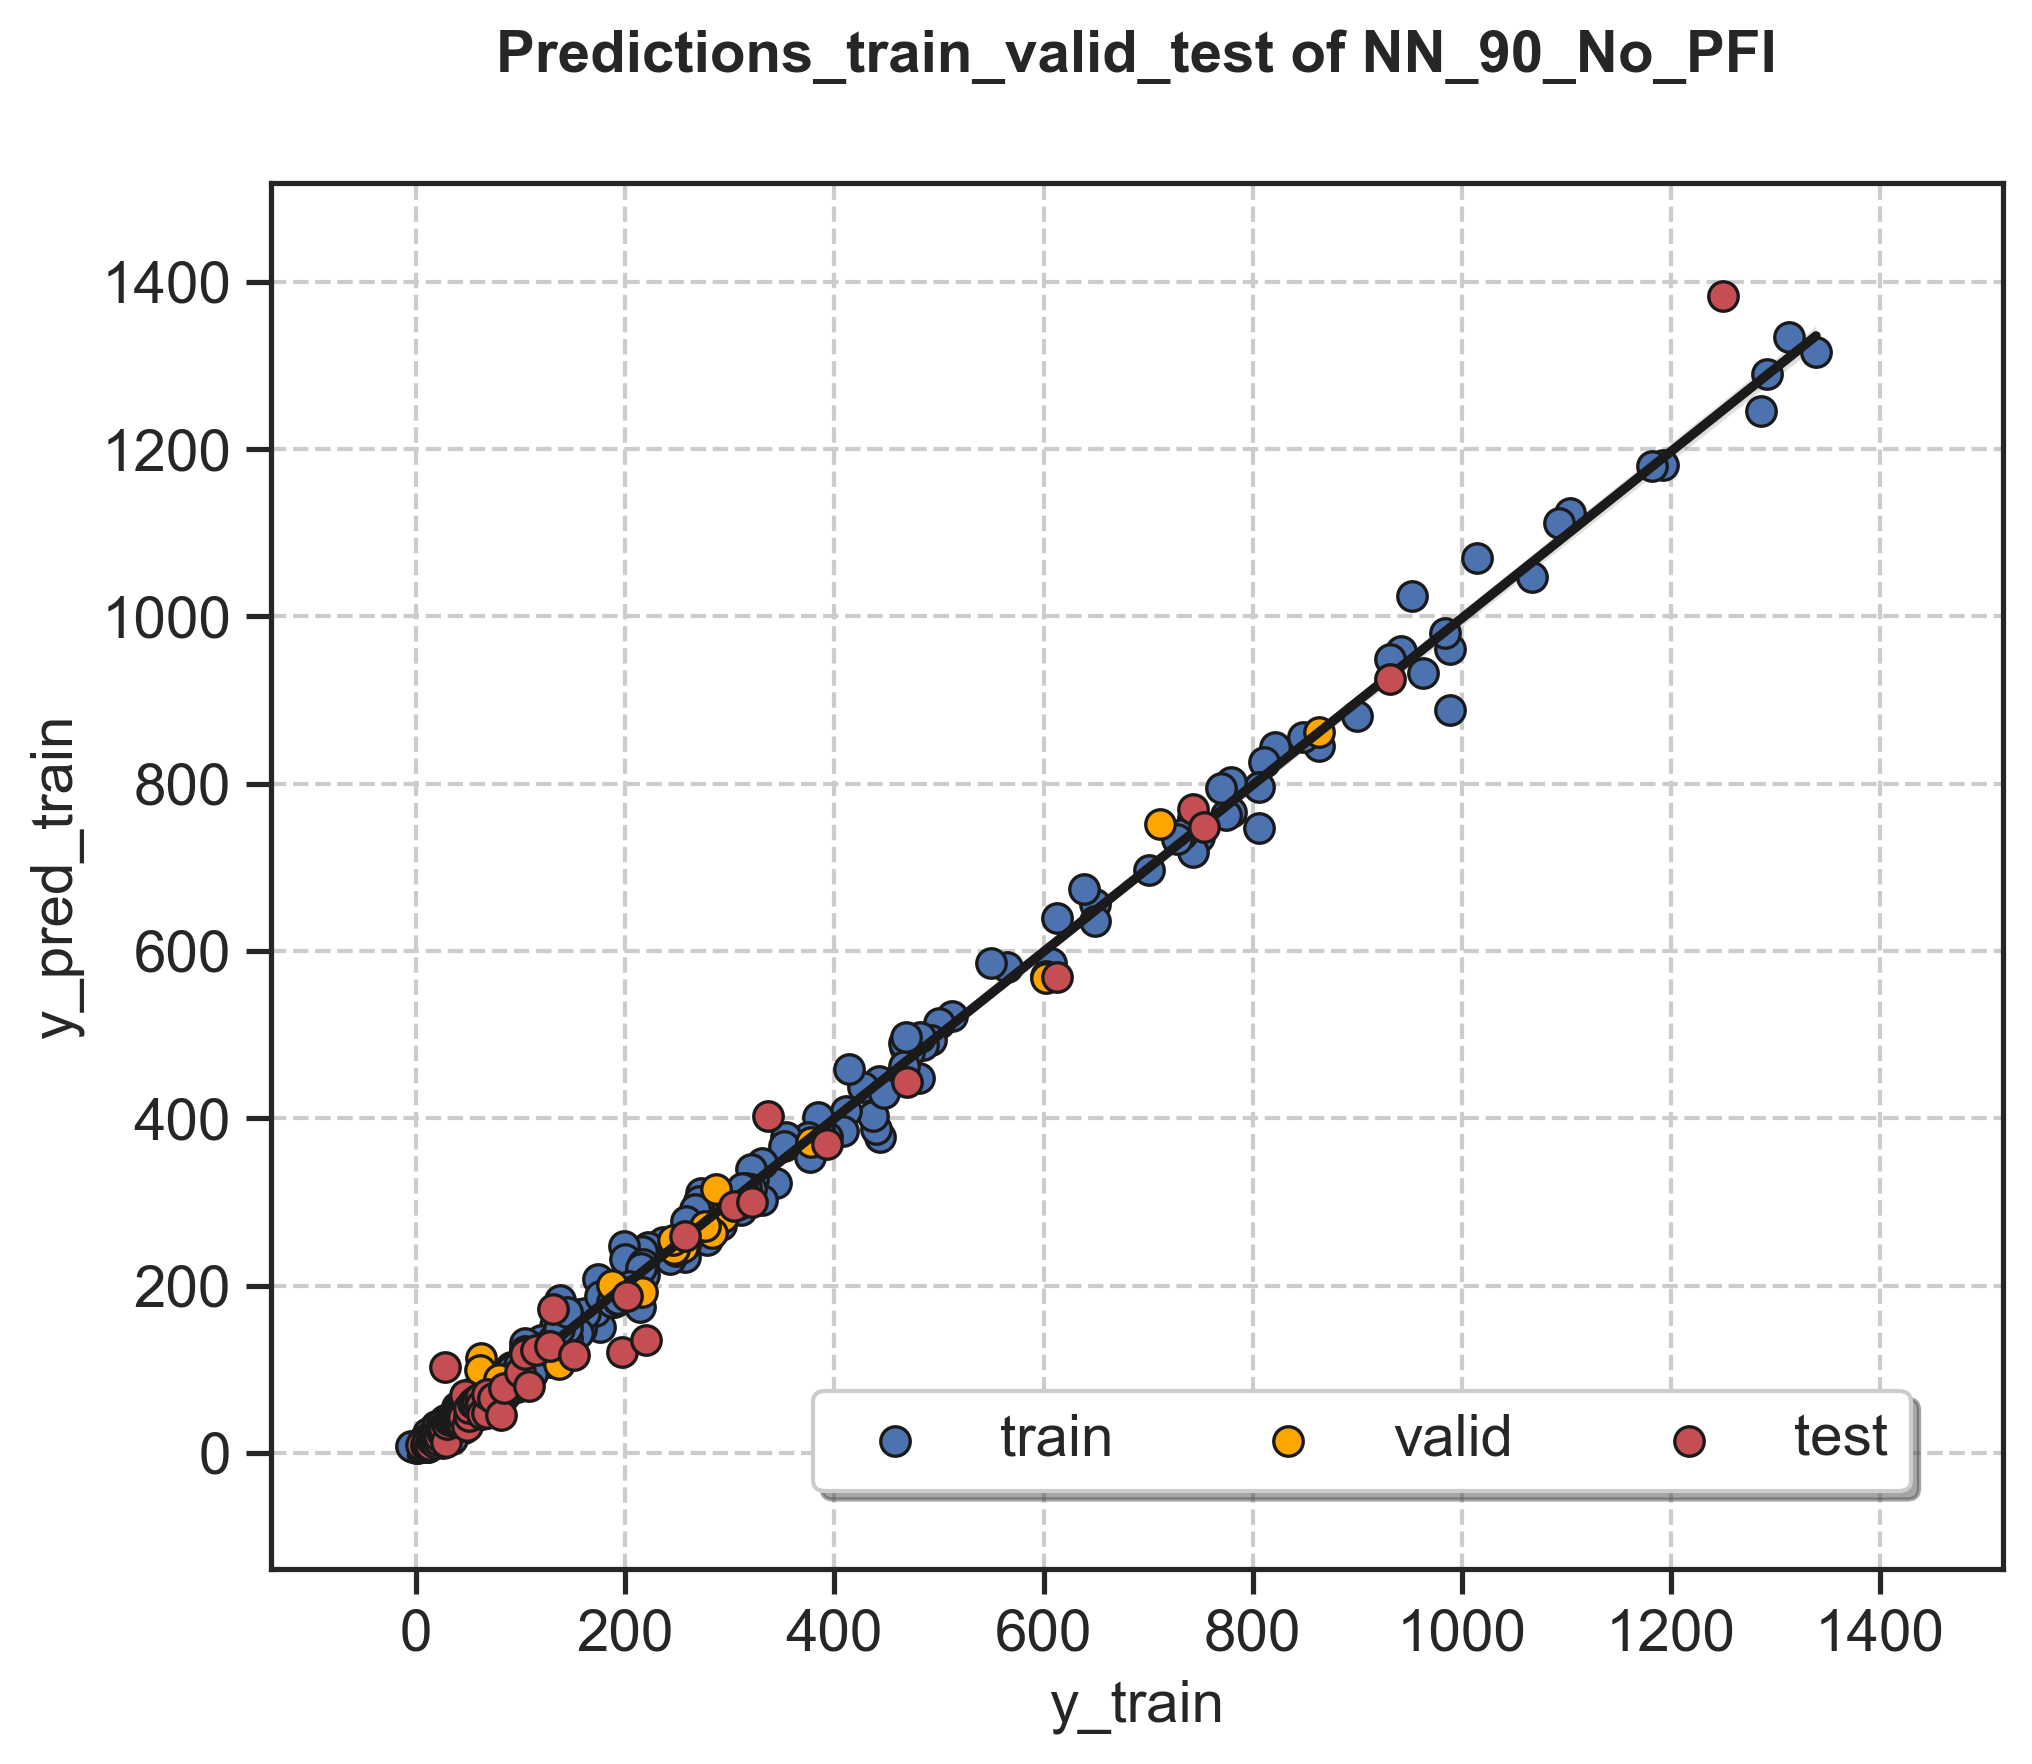 Predictions_train_valid_test of NN_90_No_PFI
1400
1200
1000
800
600
400
200
0
y_pred_train
train valid test
0 200 400 600 800 1000 1200 1400
y_train